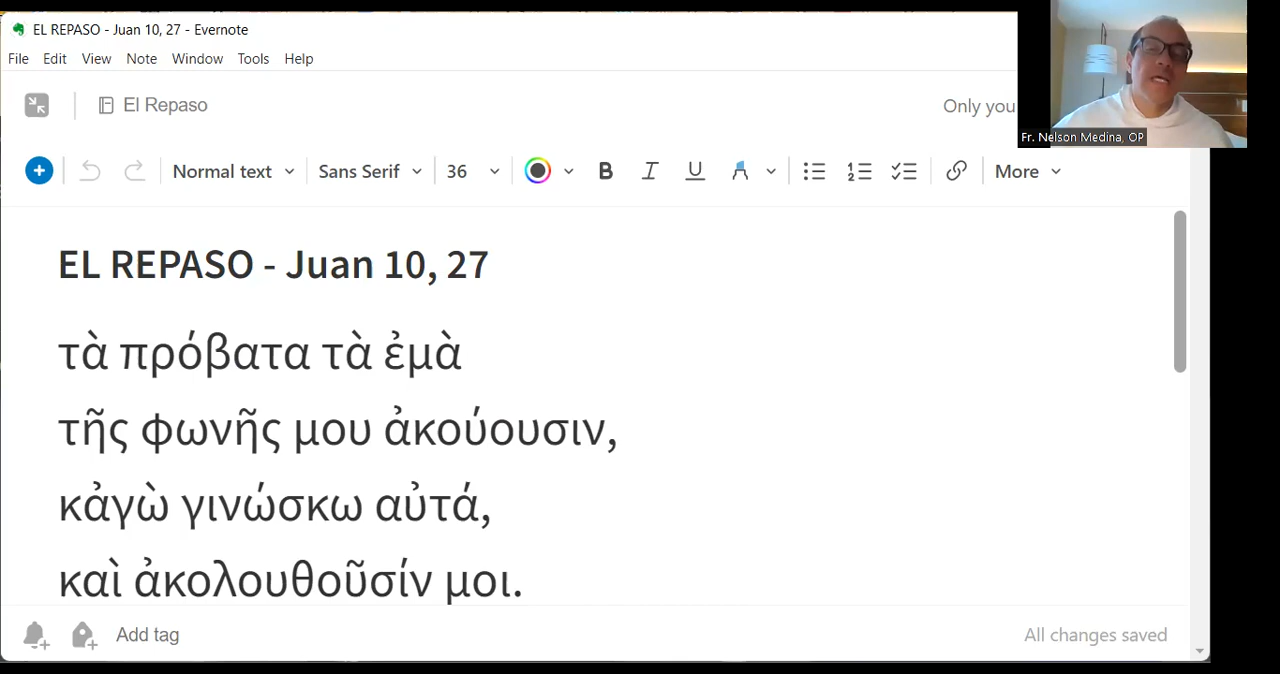 EL REPASO - Juan 10, 27 - Evernote
File Edit View Note Window Tools Help
El Repaso
Only you
Fr. Nelson Medina, OP
Normal text Sans Serif 36 B I U More
EL REPASO - Juan 10, 27
τὰ πρόβατα τὰ ἐμὰ
τῆς φωνῆς μου ἀκούουσιν,
κἀγὼ γινώσκω αὐτά,
καὶ ἀκολουθοῦσίν μοι.
Add tag
All changes saved